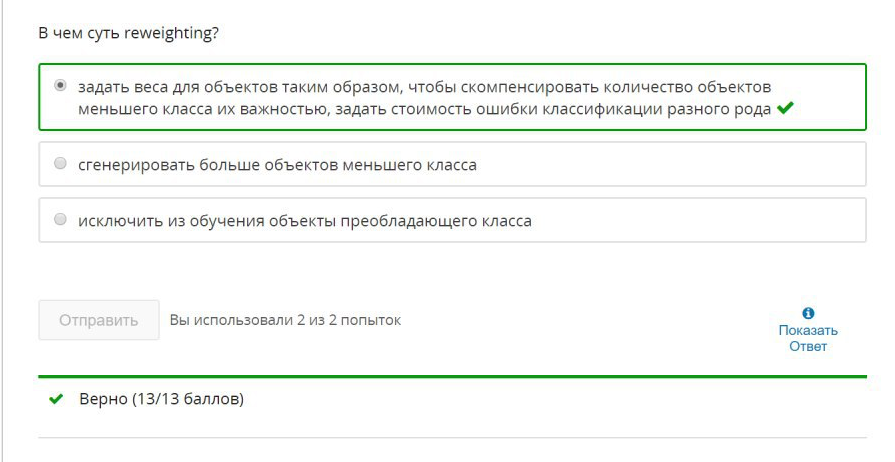 В чем суть reweighting?
задать веса для объектов таким образом, чтобы скомпенсировать количество объектов
меньшего класса их важностью, задать стоимость ошибки классификации разного рода
сгенерировать больше объектов меньшего класса
исключить из обучения объекты преобладающего класса
Отправить Вы использовали 2 из 2 попыток
Показать
Ответ
Верно (13/13 баллов)